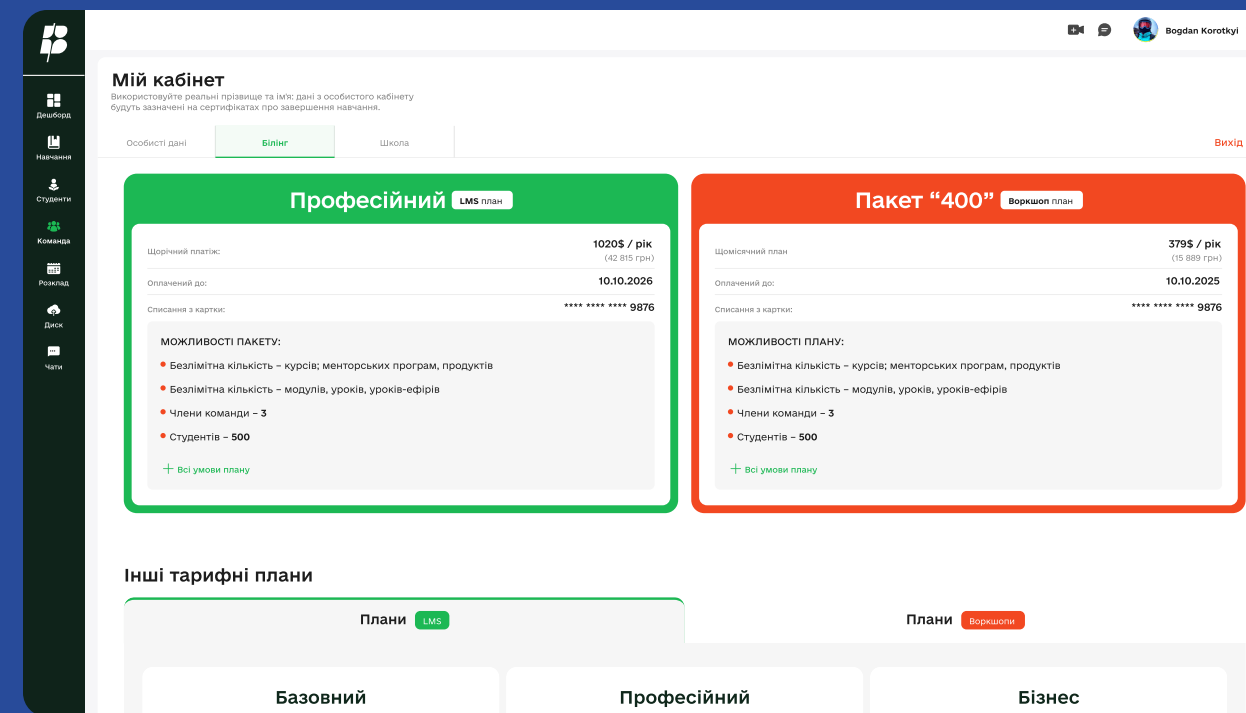 Bogdan Korotkyi
Мій кабінет
Використовуйте реальні прізвище та ім'я: дані з особистого кабінету
будуть зазначені на сертифікатах про завершення навчання.
Дешборд
Навчання
Студенти
Команда
Розклад
Диск
Чати
Особисті дані
Білінг
Школа
Вихід
Професійний LMS план
Щорічний платіж:
1020$ / рік
(42 815 грн)
Оплачений до:
10.10.2026
Списання з картки:
**** **** **** 9876
МОЖЛИВОСТІ ПАКЕТУ:
Безлімітна кількість – курсів; менторських програм, продуктів
Безлімітна кількість – модулів, уроків, уроків-ефірів
Члени команди – 3
Студентів – 500
Всі умови плану
Пакет “400” Воркшоп план
Щомісячний план
379$ / рік
(15 889 грн)
Оплачений до:
10.10.2025
Списання з картки:
**** **** **** 9876
МОЖЛИВОСТІ ПЛАНУ:
Безлімітна кількість – курсів; менторських програм, продуктів
Безлімітна кількість – модулів, уроків, уроків-ефірів
Члени команди – 3
Студентів – 500
Всі умови плану
Інші тарифні плани
Плани LMS
Плани Воркшопи
Базовний
Професійний
Бізнес